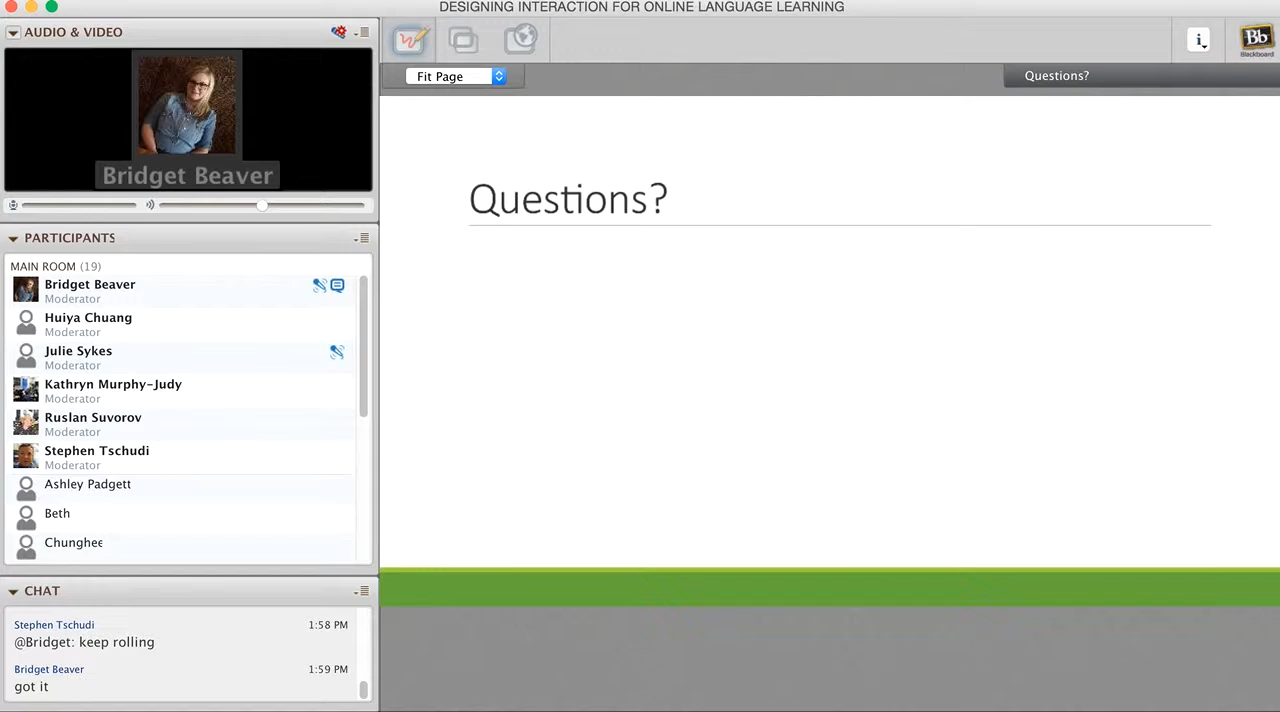 DESIGNING INTERACTION FOR ONLINE LANGUAGE LEARNING
AUDIO & VIDEO
Bridget Beaver
PARTICIPANTS
MAIN ROOM (19)
Bridget Beaver
Moderator
Huiya Chuang
Moderator
Julie Sykes
Moderator
Kathryn Murphy-Judy
Moderator
Ruslan Suvorov
Moderator
Stephen Tschudi
Moderator
Ashley Padgett
Beth
Chunghee
CHAT
Stephen Tschudi 1:58 PM
@Bridget: keep rolling
Bridget Beaver 1:59 PM
got it
i
Bb
Blackboard
Fit Page
Questions?
Questions?